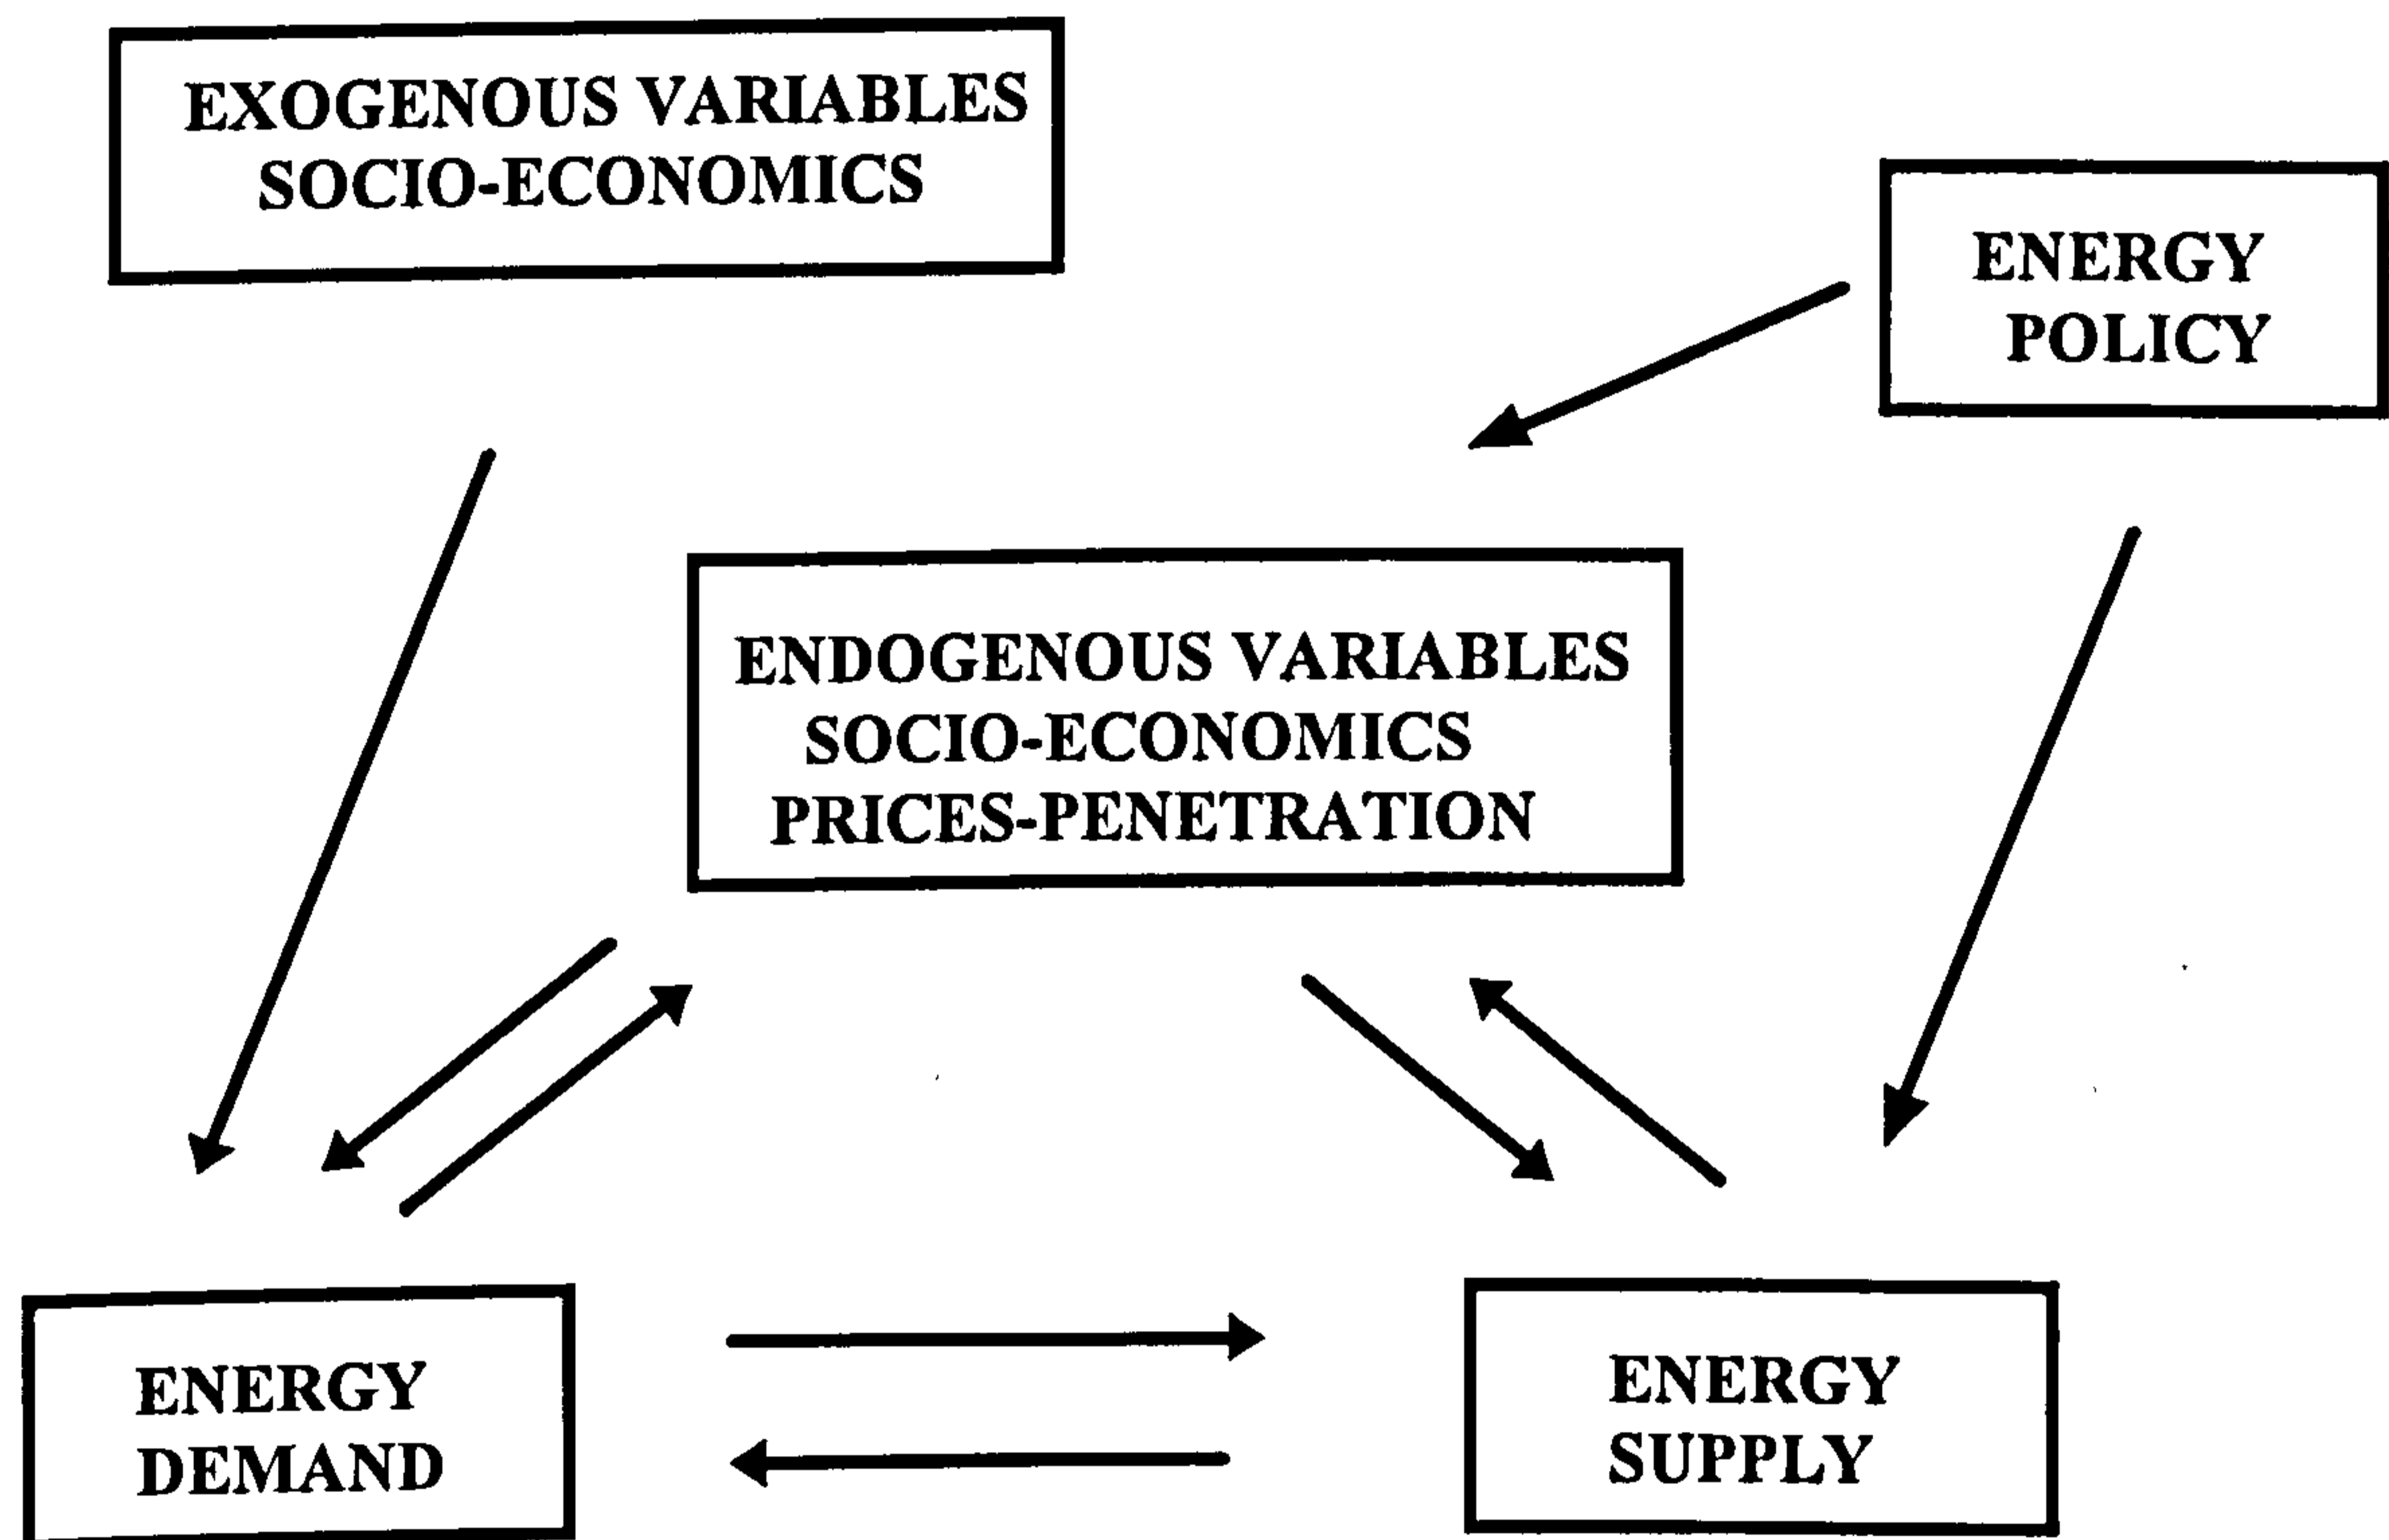 EXOGENOUS VARIABLES
SOCIO-ECONOMICS
ENERGY
POLICY
ENDOGENOUS VARIABLES
SOCIO-ECONOMICS
PRICES-PENETRATION
ENERGY
DEMAND
ENERGY
SUPPLY